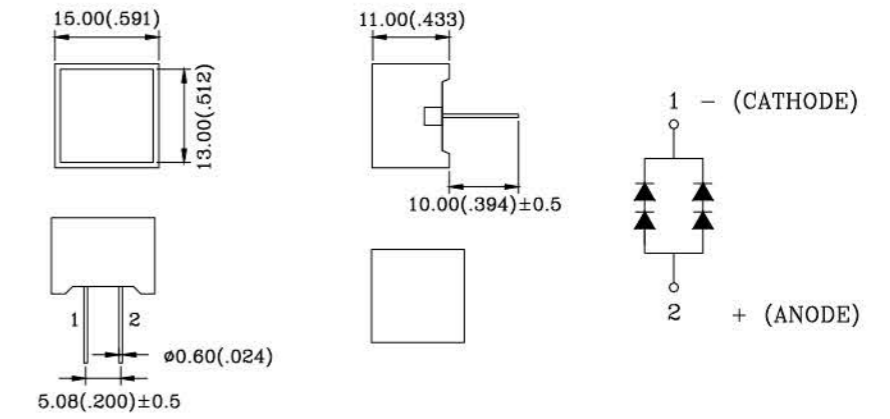 15.00(.591)
13.00(.512)
11.00(.433)
10.00(.394)±0.5
1 2
ø0.60(.024)
5.08(.200)±0.5
1 - (CATHODE)
2 + (ANODE)